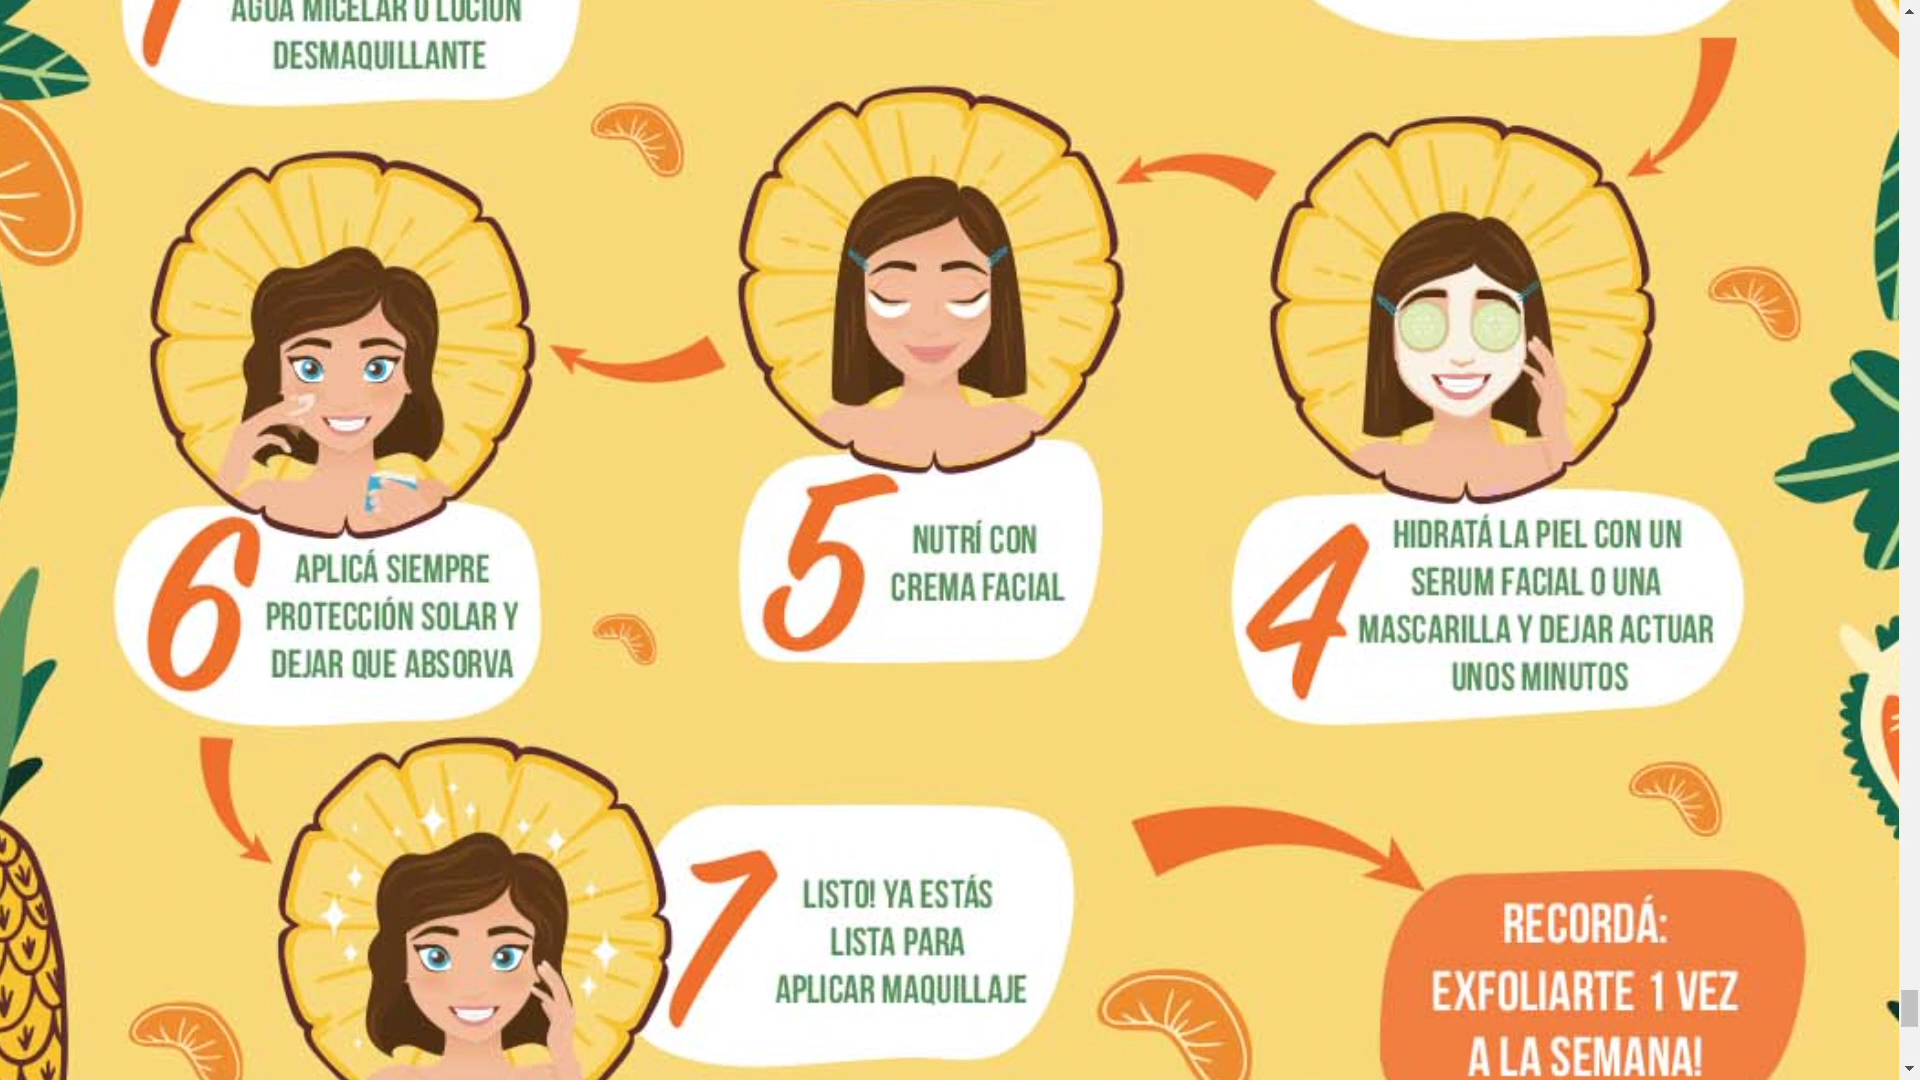 1
AGUA MICELAR O LOCIÓN
DESMAQUILLANTE
4
HIDRATÁ LA PIEL CON UN
SERUM FACIAL O UNA
MASCARILLA Y DEJAR ACTUAR
UNOS MINUTOS
5
NUTRÍ CON
CREMA FACIAL
6
APLICÁ SIEMPRE
PROTECCIÓN SOLAR Y
DEJAR QUE ABSORVA
7
LISTO! YA ESTÁS
LISTA PARA
APLICAR MAQUILLAJE
RECORDÁ:
EXFOLIARTE 1 VEZ
A LA SEMANA!